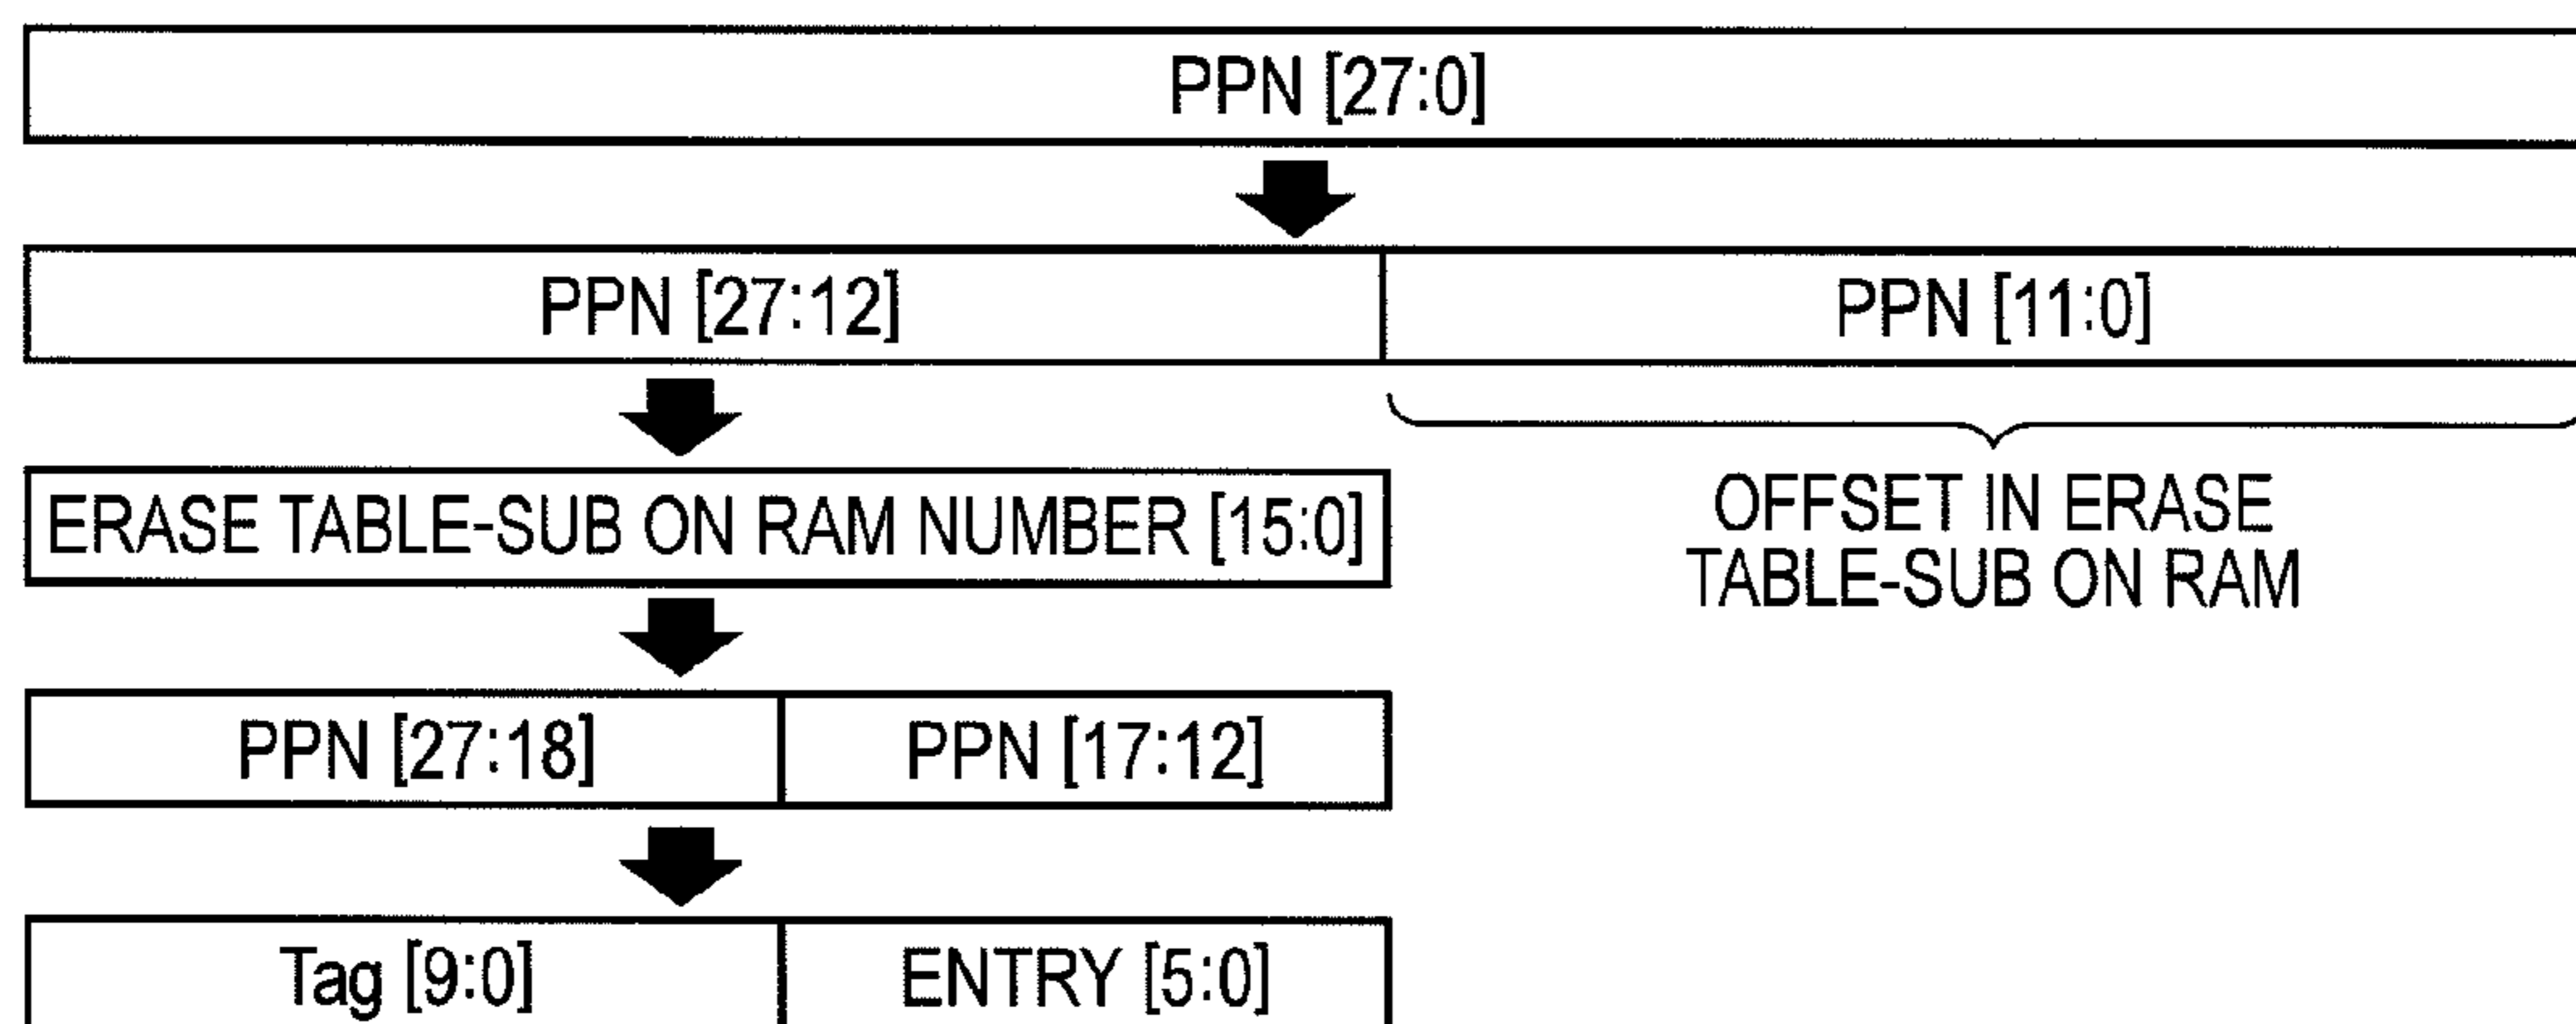 PPN [27:0]
PPN [27:12]
PPN [11:0]
ERASE TABLE-SUB ON RAM NUMBER [15:0]
OFFSET IN ERASE
TABLE-SUB ON RAM
PPN [27:18]
PPN [17:12]
Tag [9:0]
ENTRY [5:0]